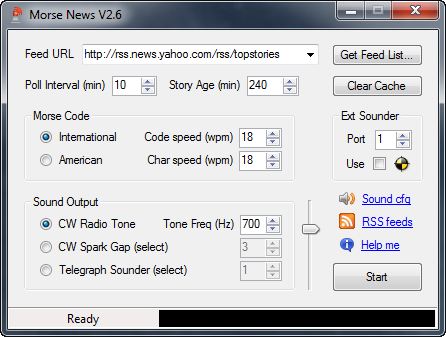 Morse News V2.6
Feed URL http://rss.news.yahoo.com/rss/topstories Get Feed List...
Poll Interval (min) 10 Story Age (min) 240 Clear Cache
Morse Code Ext Sounder
International Code speed (wpm) 18 Port 1
American Char speed (wpm) 18 Use
Sound Output Sound cfg
CW Radio Tone Tone Freq (Hz) 700 RSS feeds
CW Spark Gap (select) 3 Help me
Telegraph Sounder (select) 1 Start
Ready